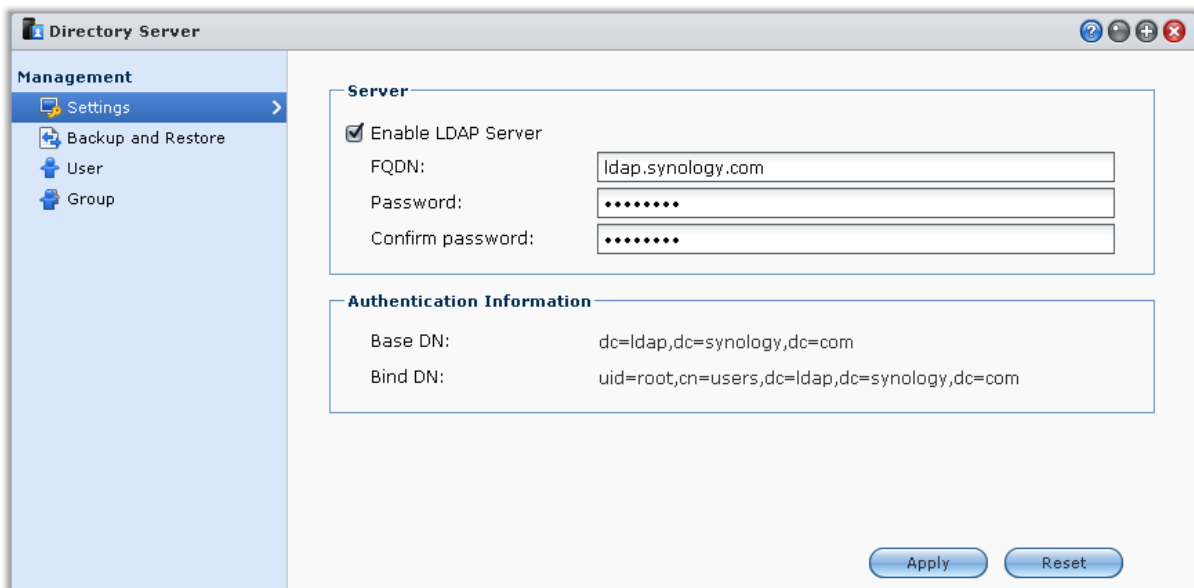 Directory Server
Management
Settings
Backup and Restore
User
Group
Server
Enable LDAP Server
FQDN: ldap.synology.com
Password: ••••••••
Confirm password: ••••••••
Authentication Information
Base DN: dc=ldap,dc=synology,dc=com
Bind DN: uid=root,cn=users,dc=ldap,dc=synology,dc=com
Apply Reset